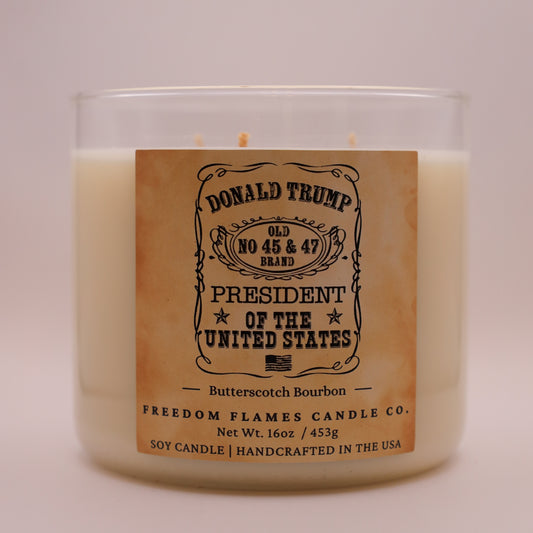 DONALD TRUMP
OLD
NO 45 & 47
BRAND
PRESIDENT
OF THE
UNITED STATES
Butterscotch Bourbon
FREEDOM FLAMES CANDLE CO.
Net Wt. 16oz / 453g
SOY CANDLE | HANDCRAFTED IN THE USA